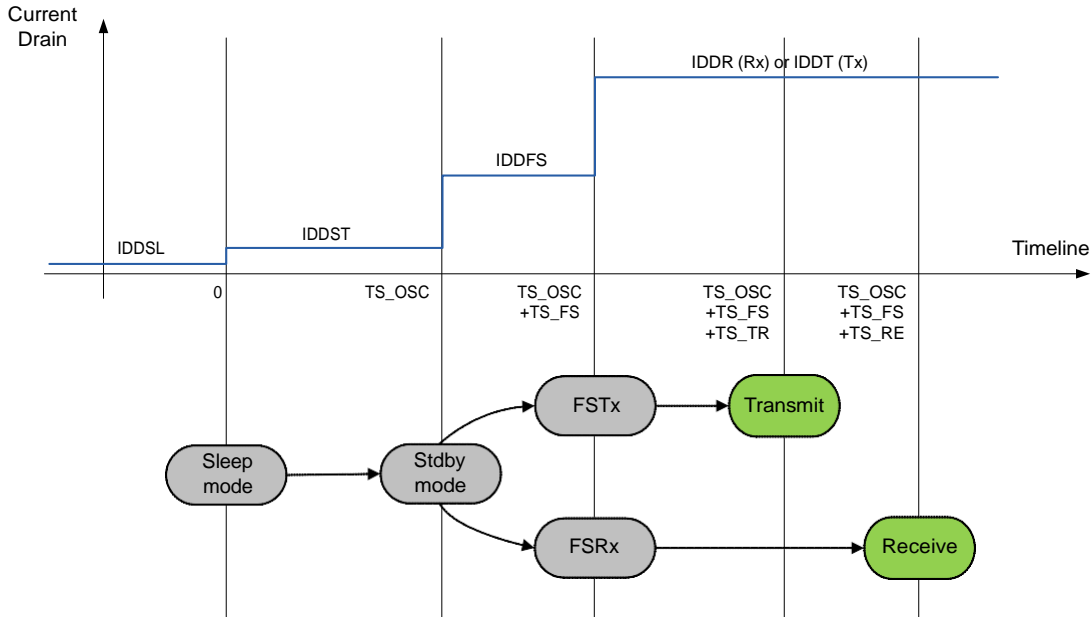 Current
Drain
IDDR (Rx) or IDDT (Tx)
IDDFS
IDDST
IDDSL
Timeline
0
TS_OSC
TS_OSC
+TS_FS
TS_OSC
+TS_FS
+TS_TR
TS_OSC
+TS_FS
+TS_RE
FSTx
Transmit
Sleep
mode
Stdby
mode
FSRx
Receive